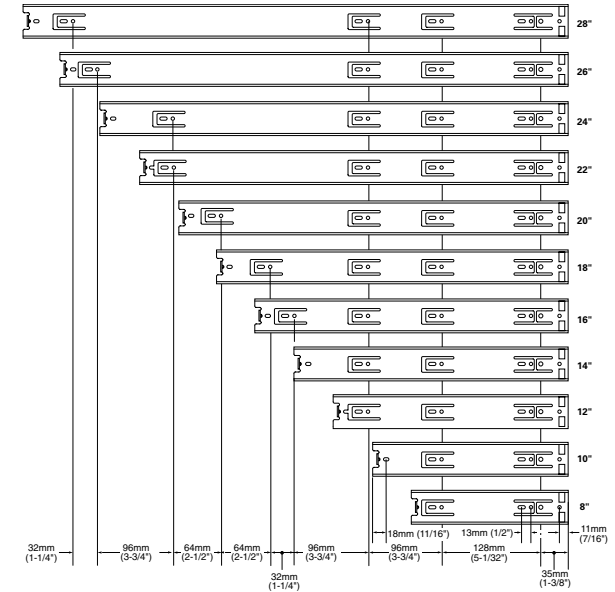 28"
26"
24"
22"
20"
18"
16"
14"
12"
10"
8"
18mm (11/16")
13mm (1/2")
11mm
(7/16")
32mm
(1-1/4")
96mm
(3-3/4")
64mm
(2-1/2")
64mm
(2-1/2")
32mm
(1-1/4")
96mm
(3-3/4")
96mm
(3-3/4")
128mm
(5-1/32")
35mm
(1-3/8")